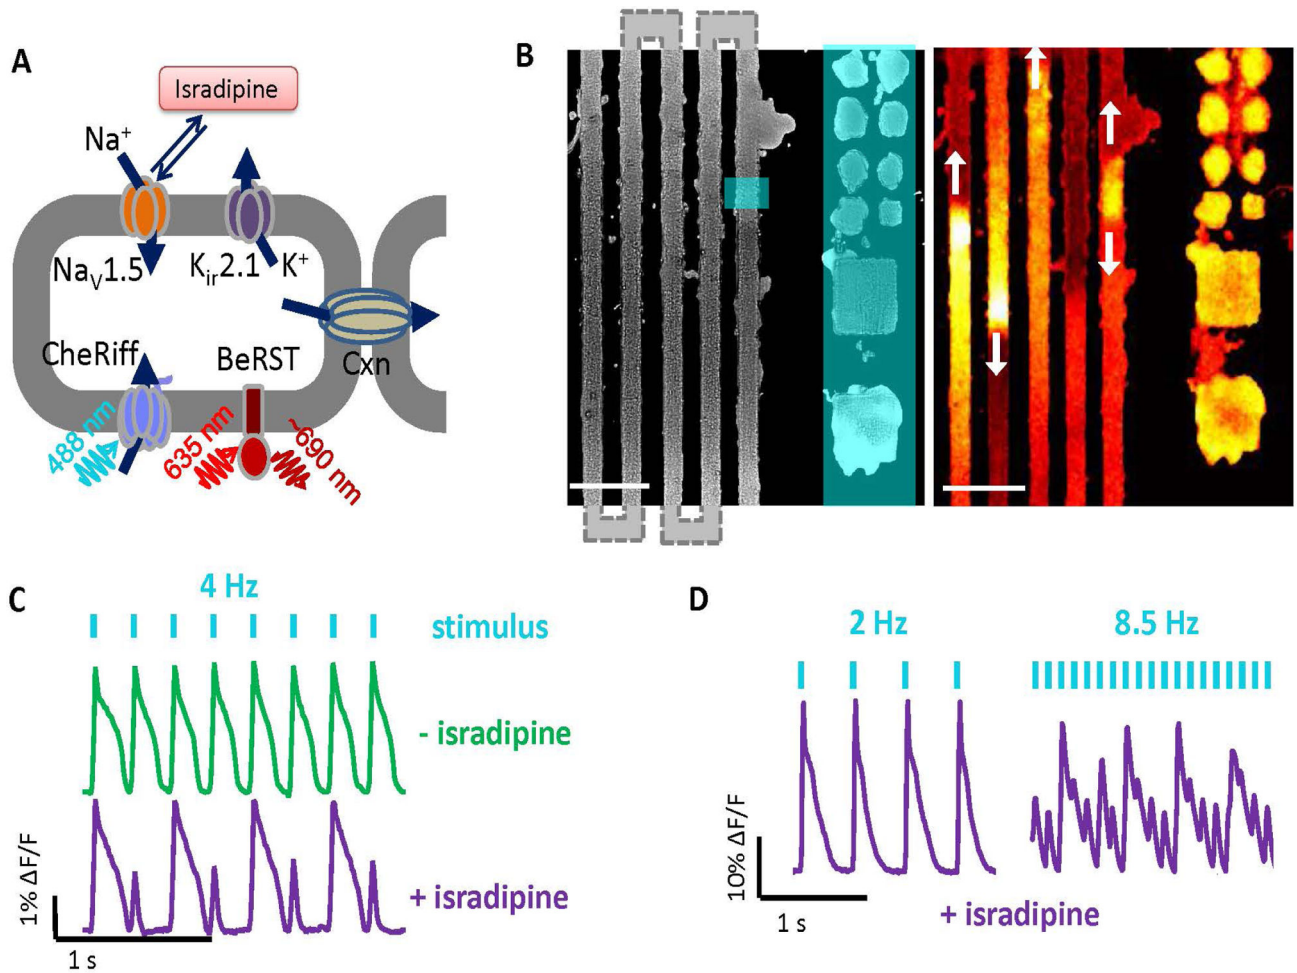 A
Isradipine
Na⁺
Naᵥ1.5
Kᵢᵣ2.1
K⁺
CheRiff
BeRST
Cxn
488 nm
635 nm
~690 nm
B
C
4 Hz
stimulus
- isradipine
+ isradipine
1% ΔF/F
1 s
D
2 Hz
8.5 Hz
10% ΔF/F
1 s
+ isradipine